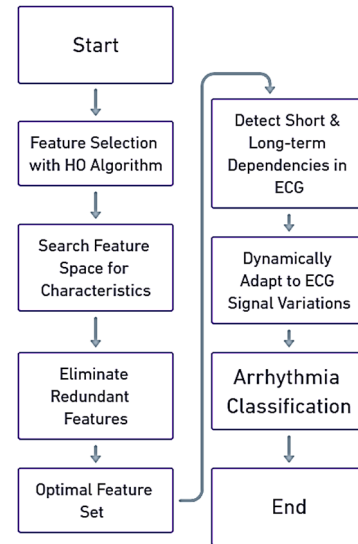 Start
Feature Selection
with HO Algorithm
Search Feature
Space for
Characteristics
Eliminate
Redundant
Features
Optimal Feature
Set
Detect Short &
Long-term
Dependencies in
ECG
Dynamically
Adapt to ECG
Signal Variations
Arrhythmia
Classification
End